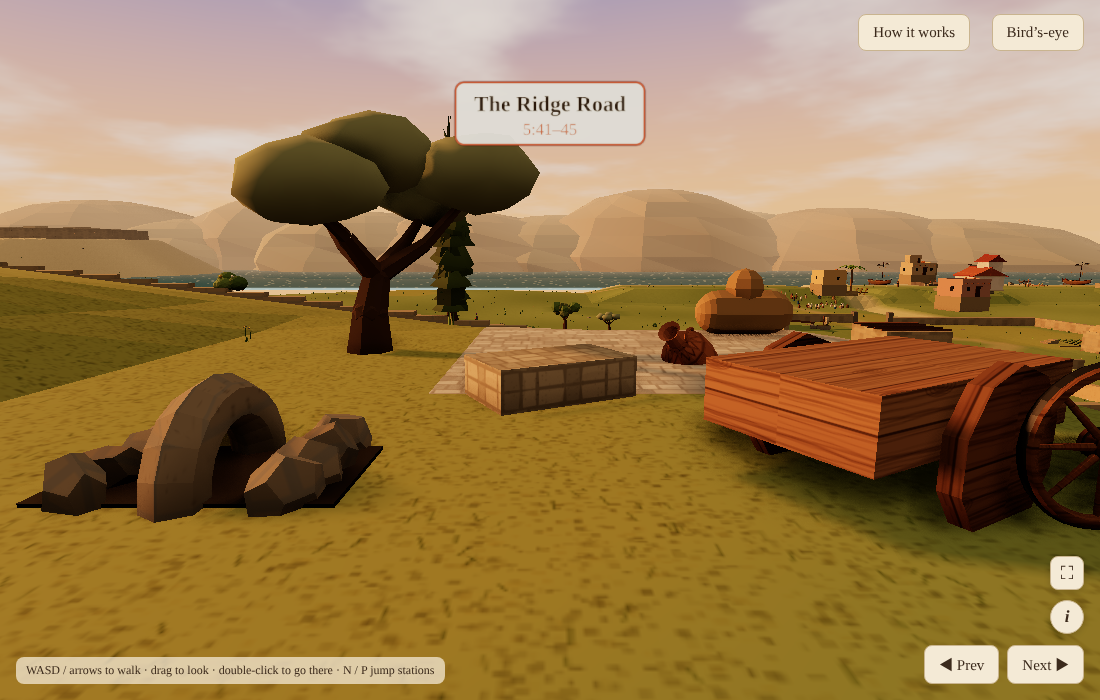 How it works
Bird’s-eye
The Ridge Road
5:41–45
WASD / arrows to walk · drag to look · double-click to go there · N / P jump stations
i
◀ Prev
Next ▶